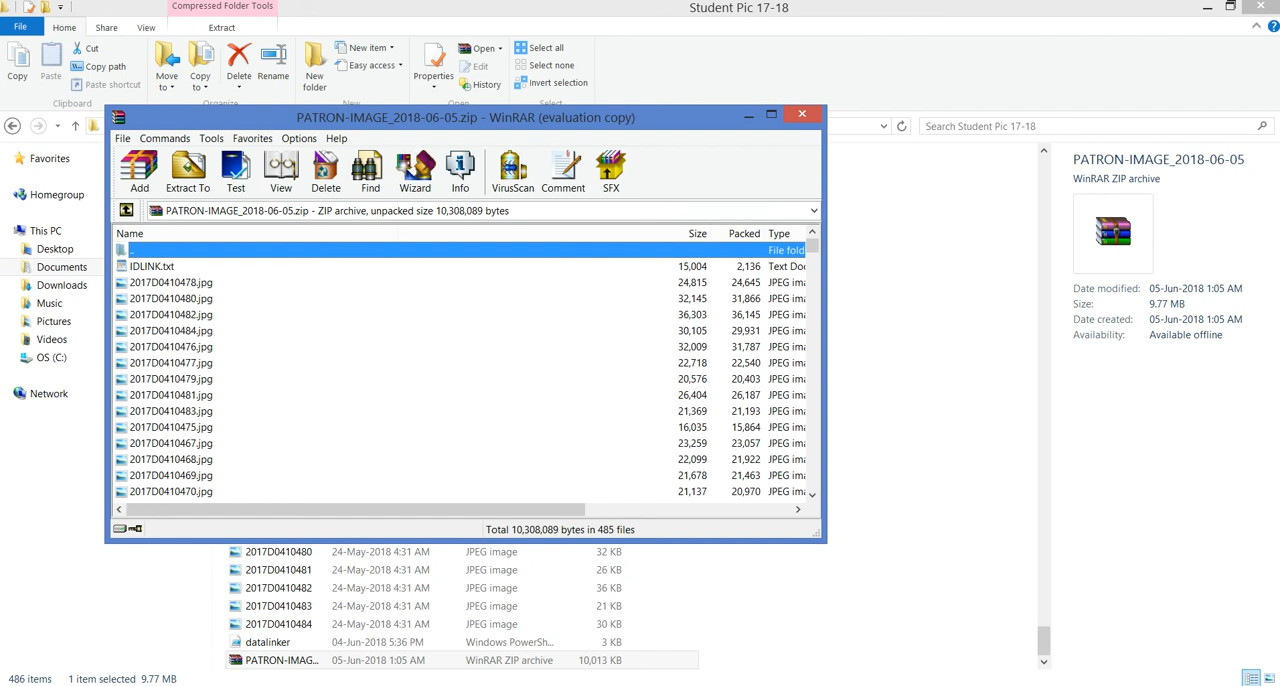 Compressed Folder Tools
Student Pic 17-18
File Home Share View Extract
Copy Paste Cut Copy path Paste shortcut
Move to Copy to Delete Rename
New folder New item Easy access
Properties Open Edit History
Select all Select none Invert selection
Clipboard Organize New Open Select
Search Student Pic 17-18
PATRON-IMAGE_2018-06-05.zip - WinRAR (evaluation copy)
File Commands Tools Favorites Options Help
Add Extract To Test View Delete Find Wizard Info VirusScan Comment SFX
PATRON-IMAGE_2018-06-05.zip - ZIP archive, unpacked size 10,308,089 bytes
Name Size Packed Type
.. File fold
IDLINK.txt 15,004 2,136 Text Doc
2017D0410478.jpg 24,815 24,645 JPEG ima
2017D0410480.jpg 32,145 31,866 JPEG ima
2017D0410482.jpg 36,303 36,145 JPEG ima
2017D0410484.jpg 30,105 29,931 JPEG ima
2017D0410476.jpg 32,009 31,787 JPEG ima
2017D0410477.jpg 22,718 22,540 JPEG ima
2017D0410479.jpg 20,576 20,403 JPEG ima
2017D0410481.jpg 26,404 26,187 JPEG ima
2017D0410483.jpg 21,369 21,193 JPEG ima
2017D0410475.jpg 16,035 15,864 JPEG ima
2017D0410467.jpg 23,259 23,057 JPEG ima
2017D0410468.jpg 22,099 21,922 JPEG ima
2017D0410469.jpg 21,678 21,463 JPEG ima
2017D0410470.jpg 21,137 20,970 JPEG ima
Total 10,308,089 bytes in 485 files
Favorites
Homegroup
This PC
Desktop
Documents
Downloads
Music
Pictures
Videos
OS (C:)
Network
2017D0410480 24-May-2018 4:31 AM JPEG image 32 KB
2017D0410481 24-May-2018 4:31 AM JPEG image 26 KB
2017D0410482 24-May-2018 4:31 AM JPEG image 36 KB
2017D0410483 24-May-2018 4:31 AM JPEG image 21 KB
2017D0410484 24-May-2018 4:31 AM JPEG image 30 KB
datalinker 04-Jun-2018 5:36 PM Windows PowerSh... 3 KB
PATRON-IMAG... 05-Jun-2018 1:05 AM WinRAR ZIP archive 10,013 KB
PATRON-IMAGE_2018-06-05
WinRAR ZIP archive
Date modified: 05-Jun-2018 1:05 AM
Size: 9.77 MB
Date created: 05-Jun-2018 1:05 AM
Availability: Available offline
486 items 1 item selected 9.77 MB